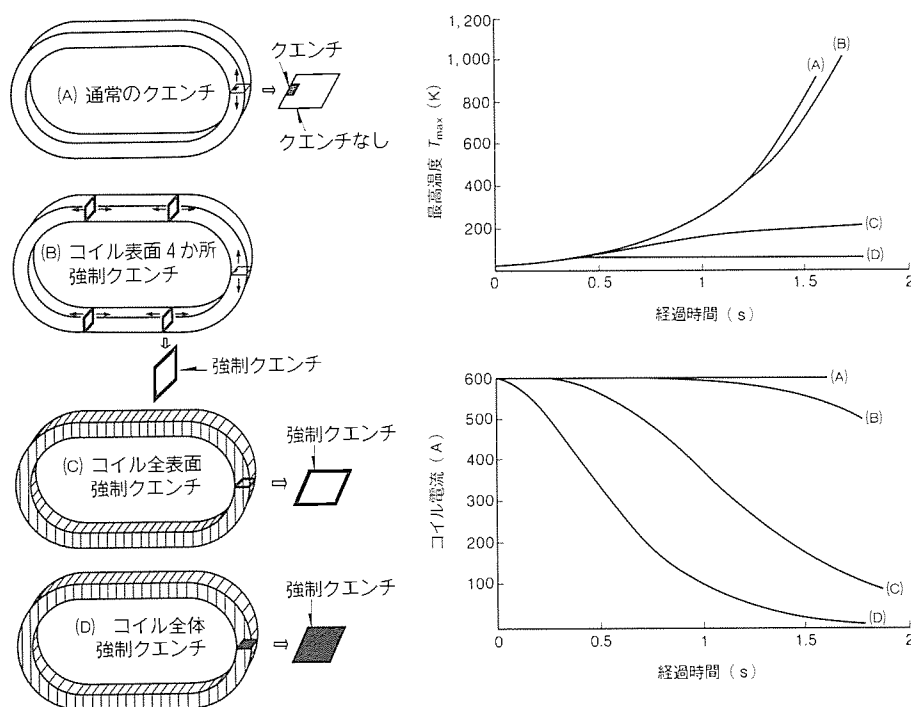 クエンチ
(A) 通常のクエンチ
クエンチなし
(B) コイル表面4か所
強制クエンチ
強制クエンチ
(C) コイル全表面
強制クエンチ
強制クエンチ
(D) コイル全体
強制クエンチ
強制クエンチ
最高温度 Tmax (K)
1,200
1,000
800
600
400
200
0
0.5
1
1.5
2
経過時間 (s)
(A)
(B)
(C)
(D)
コイル電流 (A)
600
500
400
300
200
100
0
0.5
1
1.5
2
経過時間 (s)
(A)
(B)
(C)
(D)